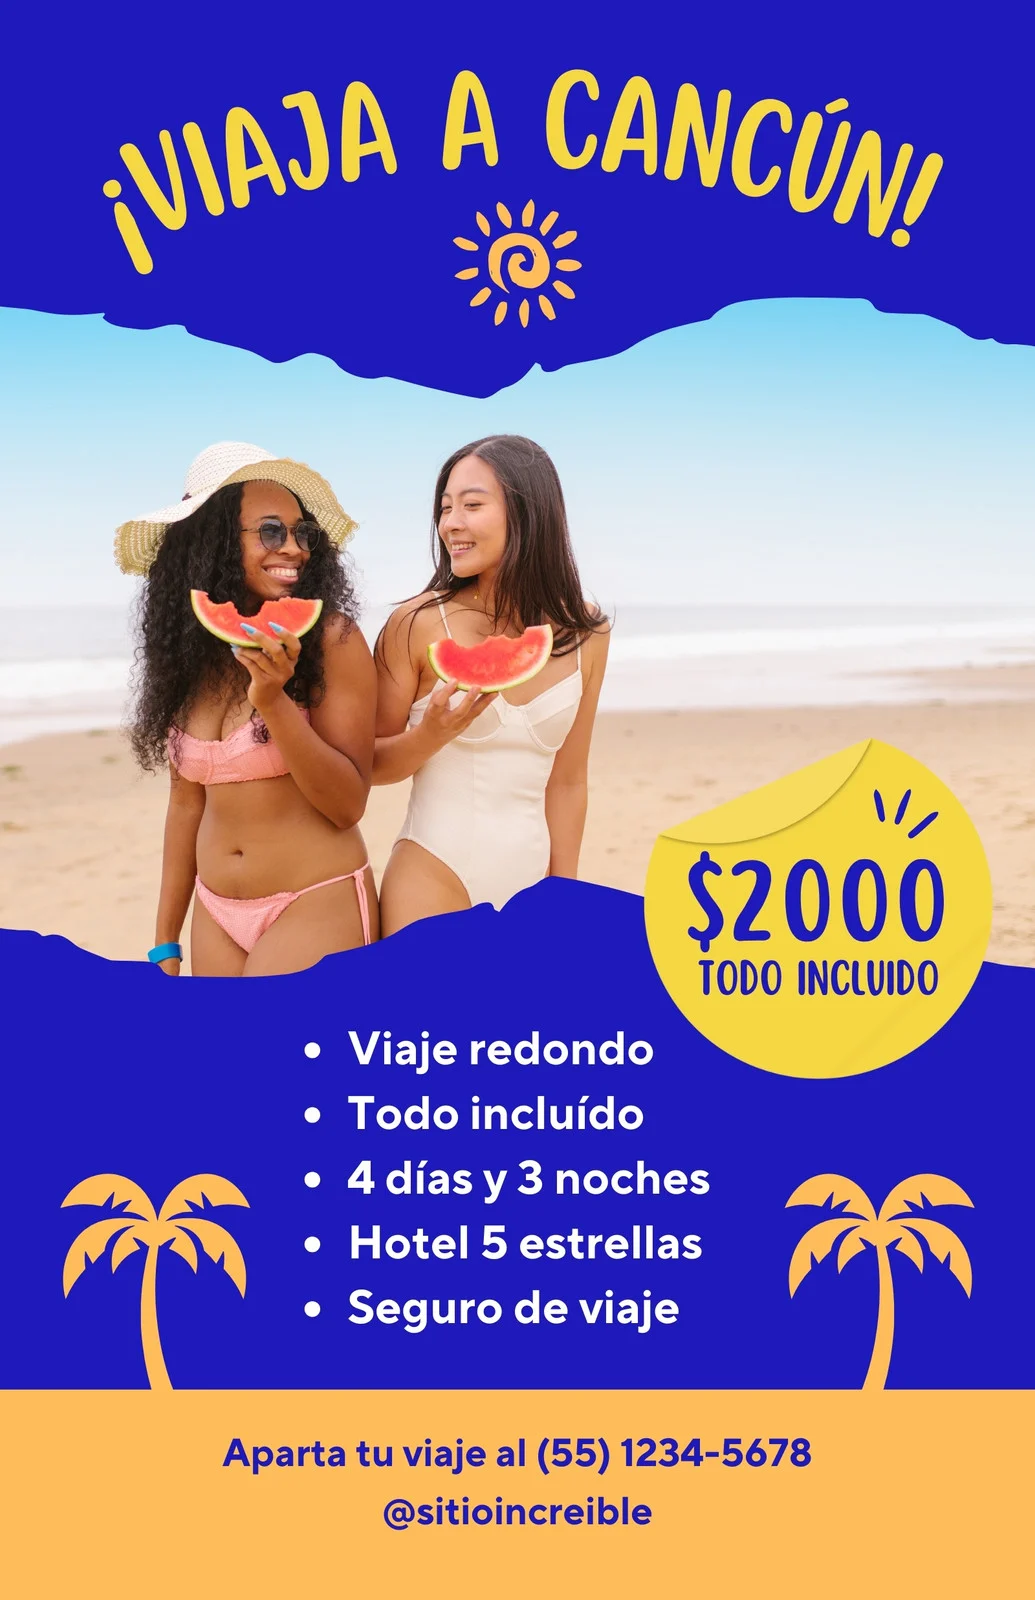 ¡VIAJA A CANCÚN!
$2000
TODO INCLUIDO
• Viaje redondo
• Todo incluído
• 4 días y 3 noches
• Hotel 5 estrellas
• Seguro de viaje
Aparta tu viaje al (55) 1234-5678
@sitioincreible